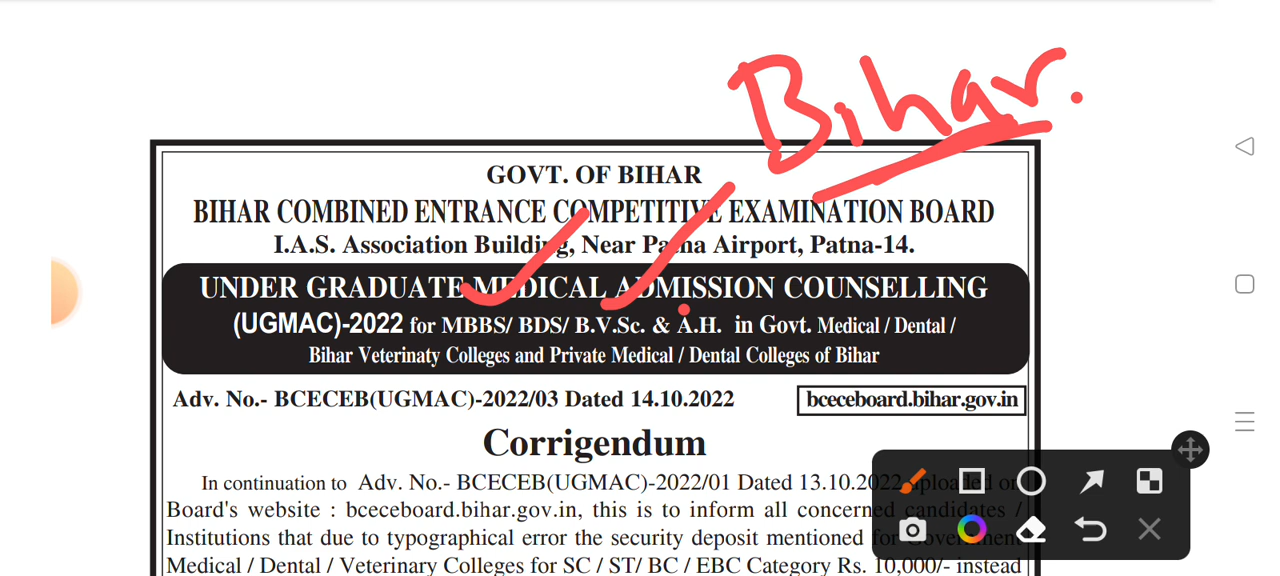 Bihar.
GOVT. OF BIHAR
BIHAR COMBINED ENTRANCE COMPETITIVE EXAMINATION BOARD
I.A.S. Association Building, Near Patna Airport, Patna-14.
UNDER GRADUATE MEDICAL ADMISSION COUNSELLING
(UGMAC)-2022 for MBBS/ BDS/ B.V.Sc. & A.H. in Govt. Medical / Dental /
Bihar Veterinaty Colleges and Private Medical / Dental Colleges of Bihar
Adv. No.- BCECEB(UGMAC)-2022/03 Dated 14.10.2022
bceceboard.bihar.gov.in
Corrigendum
In continuation to Adv. No.- BCECEB(UGMAC)-2022/01 Dated 13.10.2022 uploaded on
Board's website : bceceboard.bihar.gov.in, this is to inform all concerned candidates /
Institutions that due to typographical error the security deposit mentioned for Government
Medical / Dental / Veterinary Colleges for SC / ST/ BC / EBC Category Rs. 10,000/- instead